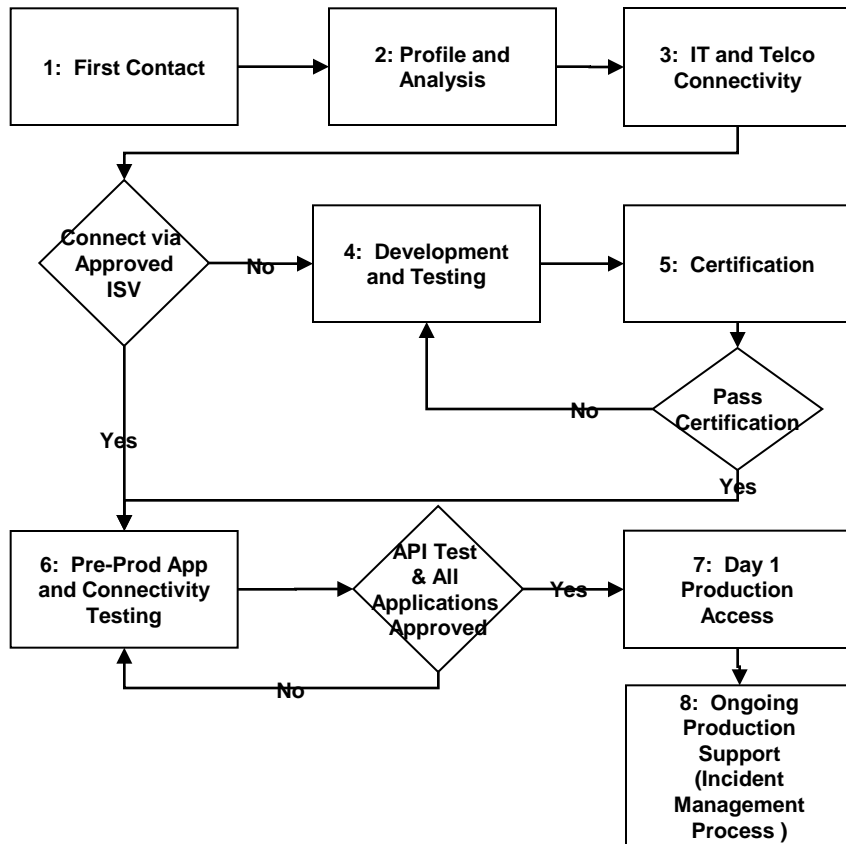 1: First Contact
2: Profile and
Analysis
3: IT and Telco
Connectivity
Connect via
Approved
ISV
No
4: Development
and Testing
5: Certification
Pass
Certification
No
Yes
Yes
6: Pre-Prod App
and Connectivity
Testing
API Test
& All
Applications
Approved
Yes
7: Day 1
Production
Access
No
8: Ongoing
Production
Support
(Incident
Management
Process )